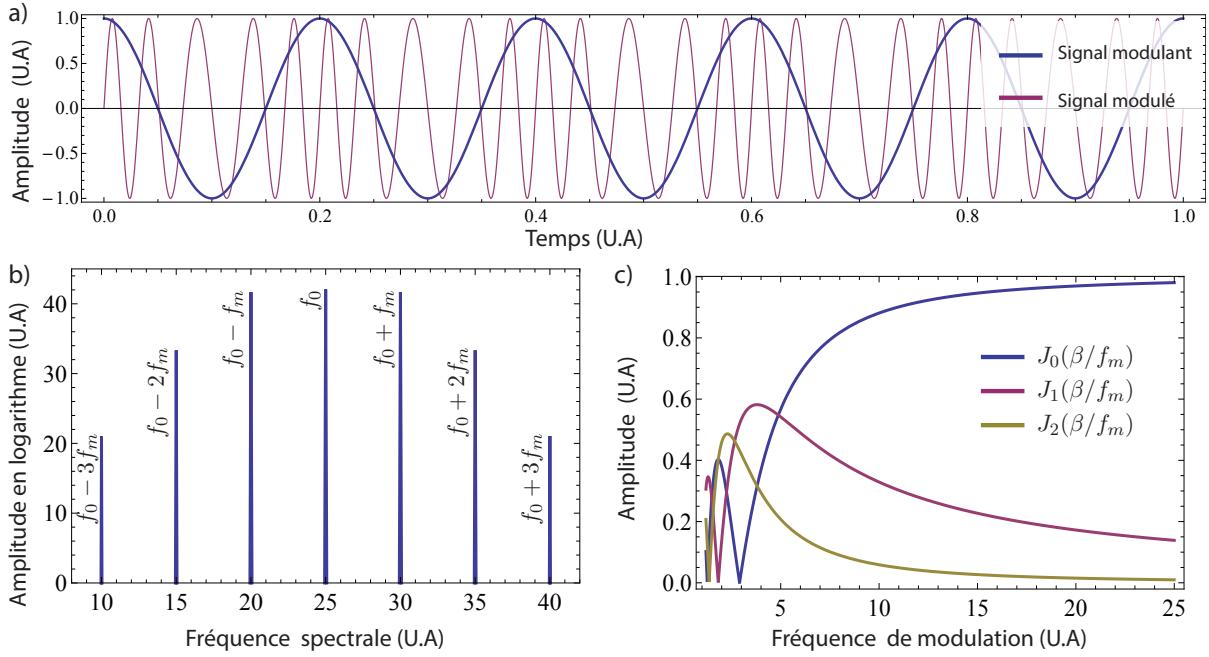 a)
Amplitude (U.A)
1.0
0.5
0.0
−0.5
−1.0
Signal modulant
Signal modulé
0.0 0.2 0.4 0.6 0.8 1.0
Temps (U.A)
b)
Amplitude en logarithme (U.A)
40
30
20
10
0
f₀ − 3fₘ
f₀ − 2fₘ
f₀ − fₘ
f₀
f₀ + fₘ
f₀ + 2fₘ
f₀ + 3fₘ
10 15 20 25 30 35 40
Fréquence spectrale (U.A)
c)
Amplitude (U.A)
1.0
0.8
0.6
0.4
0.2
0.0
J₀(β/fₘ)
J₁(β/fₘ)
J₂(β/fₘ)
5 10 15 20 25
Fréquence de modulation (U.A)